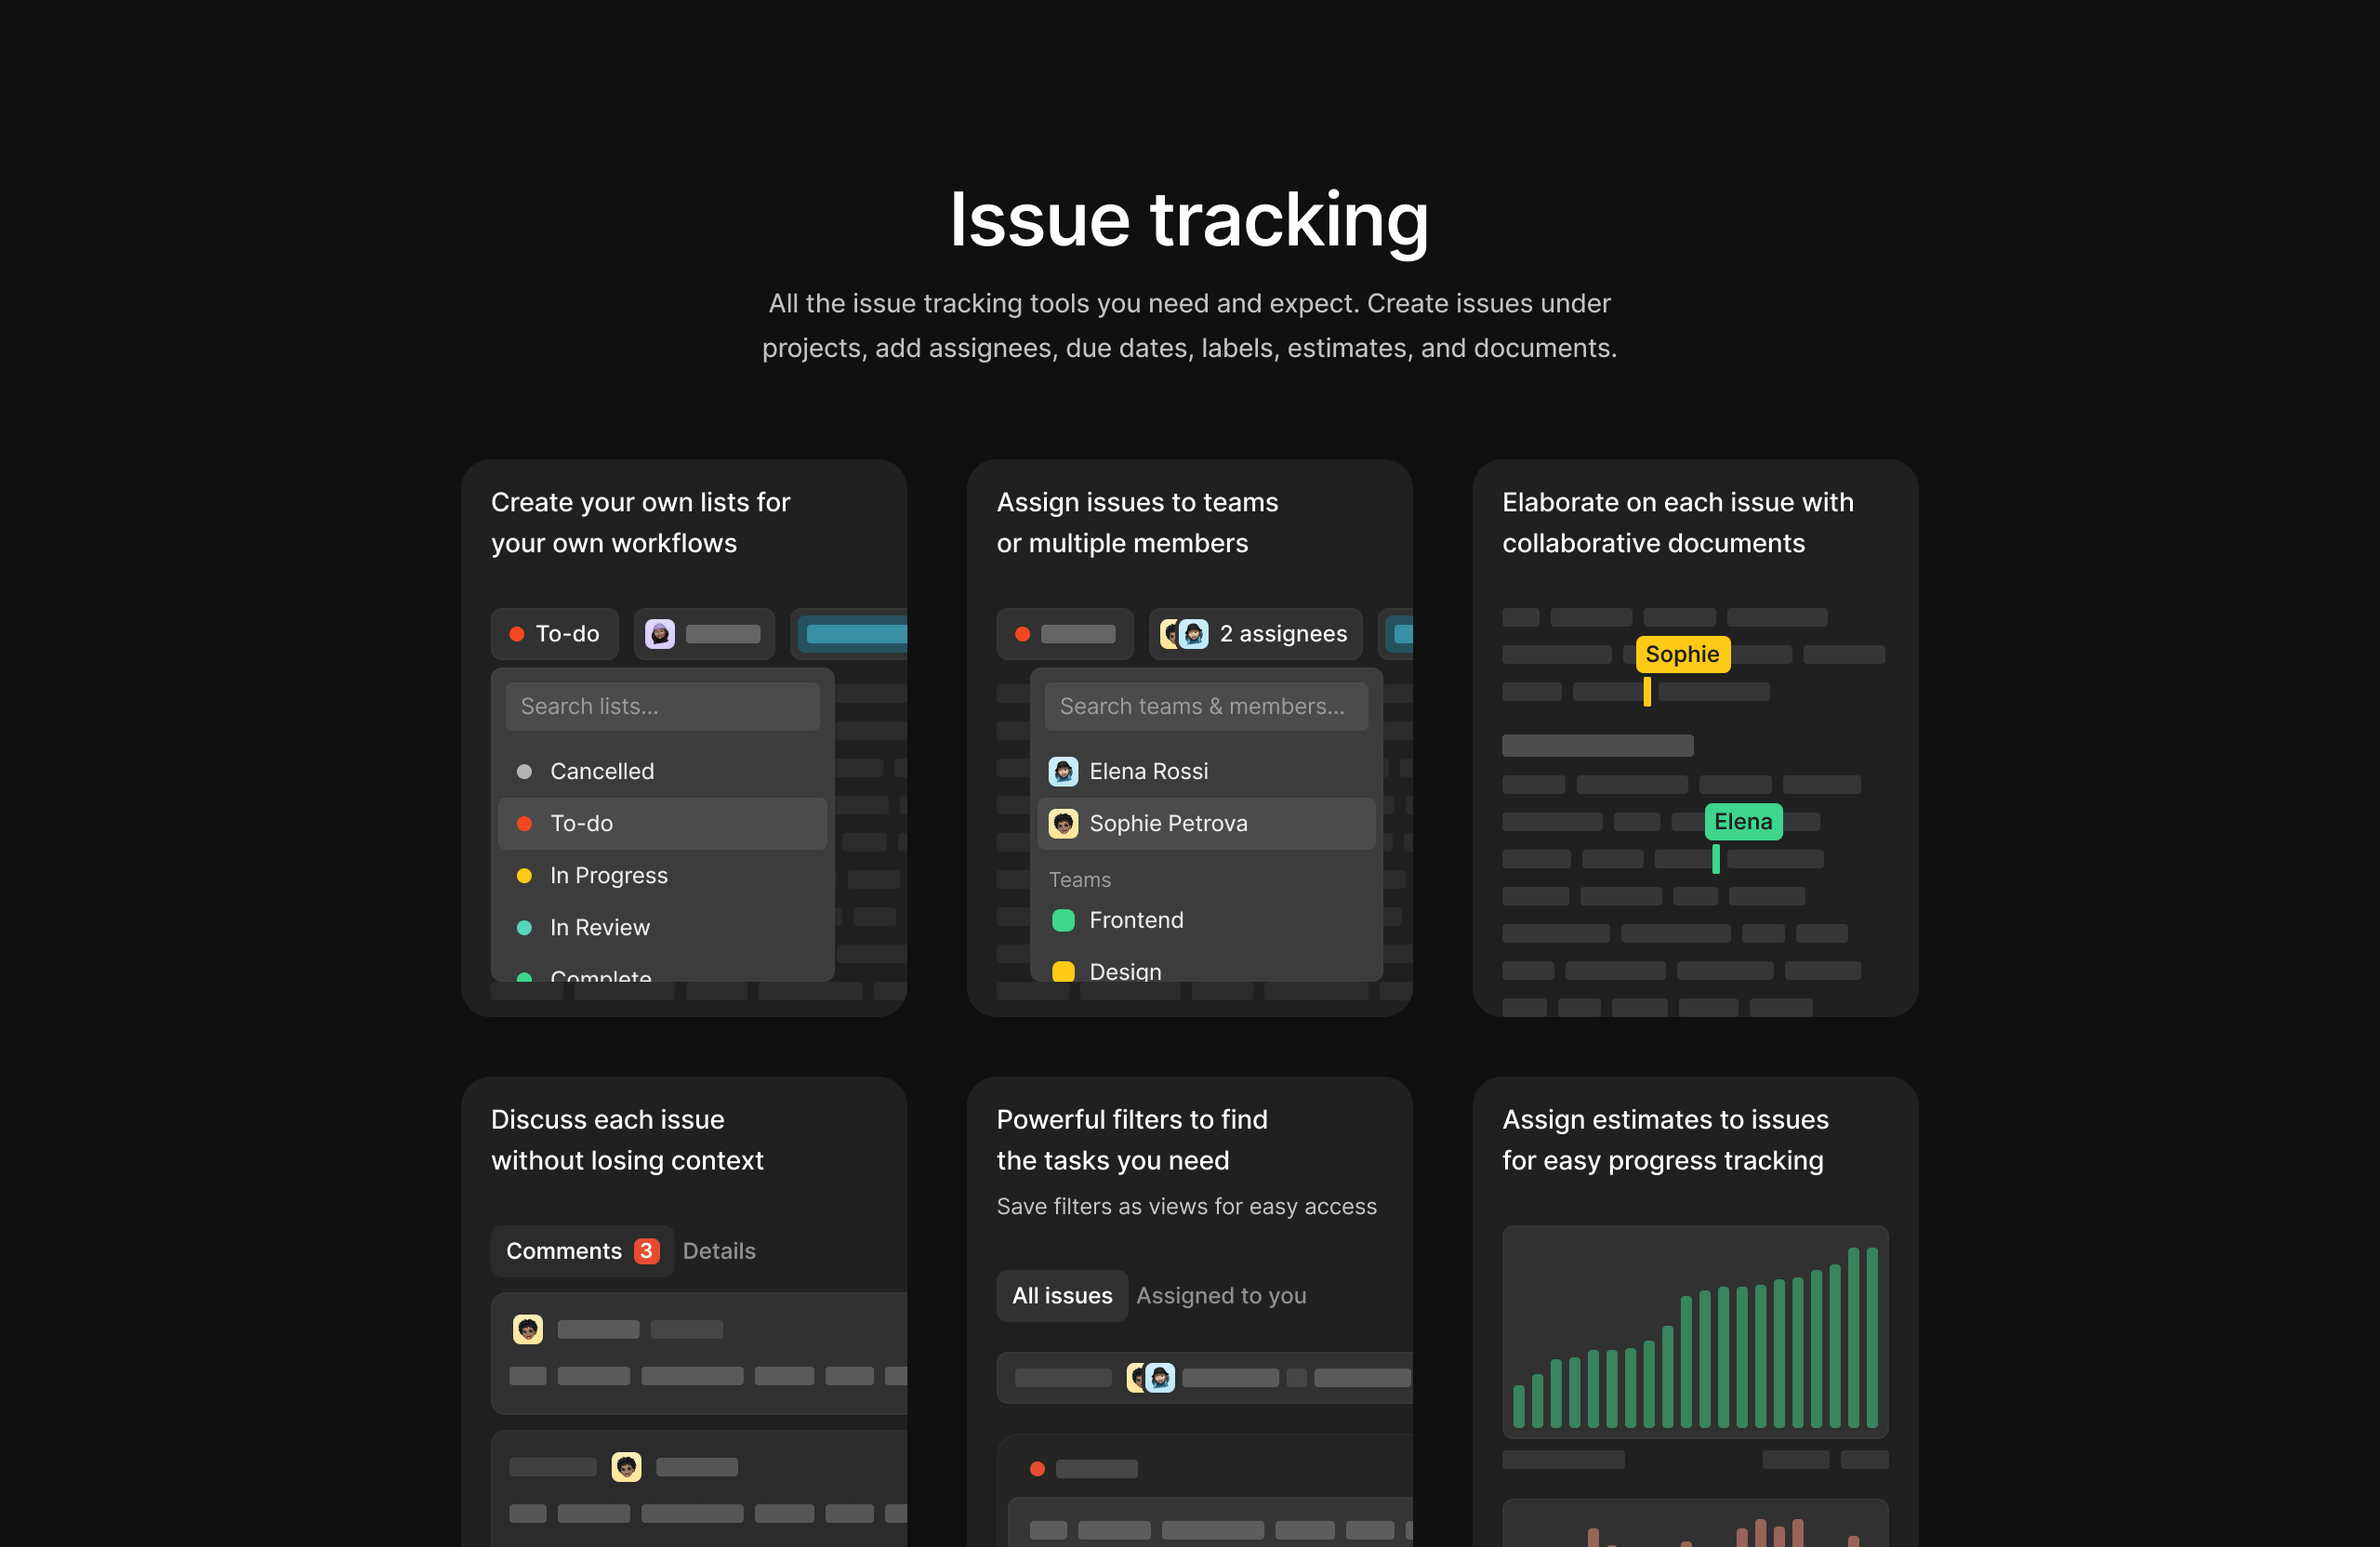 Issue tracking
All the issue tracking tools you need and expect. Create issues under
projects, add assignees, due dates, labels, estimates, and documents.
Create your own lists for
your own workflows
To-do
Search lists...
Cancelled
To-do
In Progress
In Review
Complete
Assign issues to teams
or multiple members
2 assignees
Search teams & members...
Elena Rossi
Sophie Petrova
Teams
Frontend
Design
Elaborate on each issue with
collaborative documents
Sophie
Elena
Discuss each issue
without losing context
Comments 3 Details
Powerful filters to find
the tasks you need
Save filters as views for easy access
All issues Assigned to you
Assign estimates to issues
for easy progress tracking